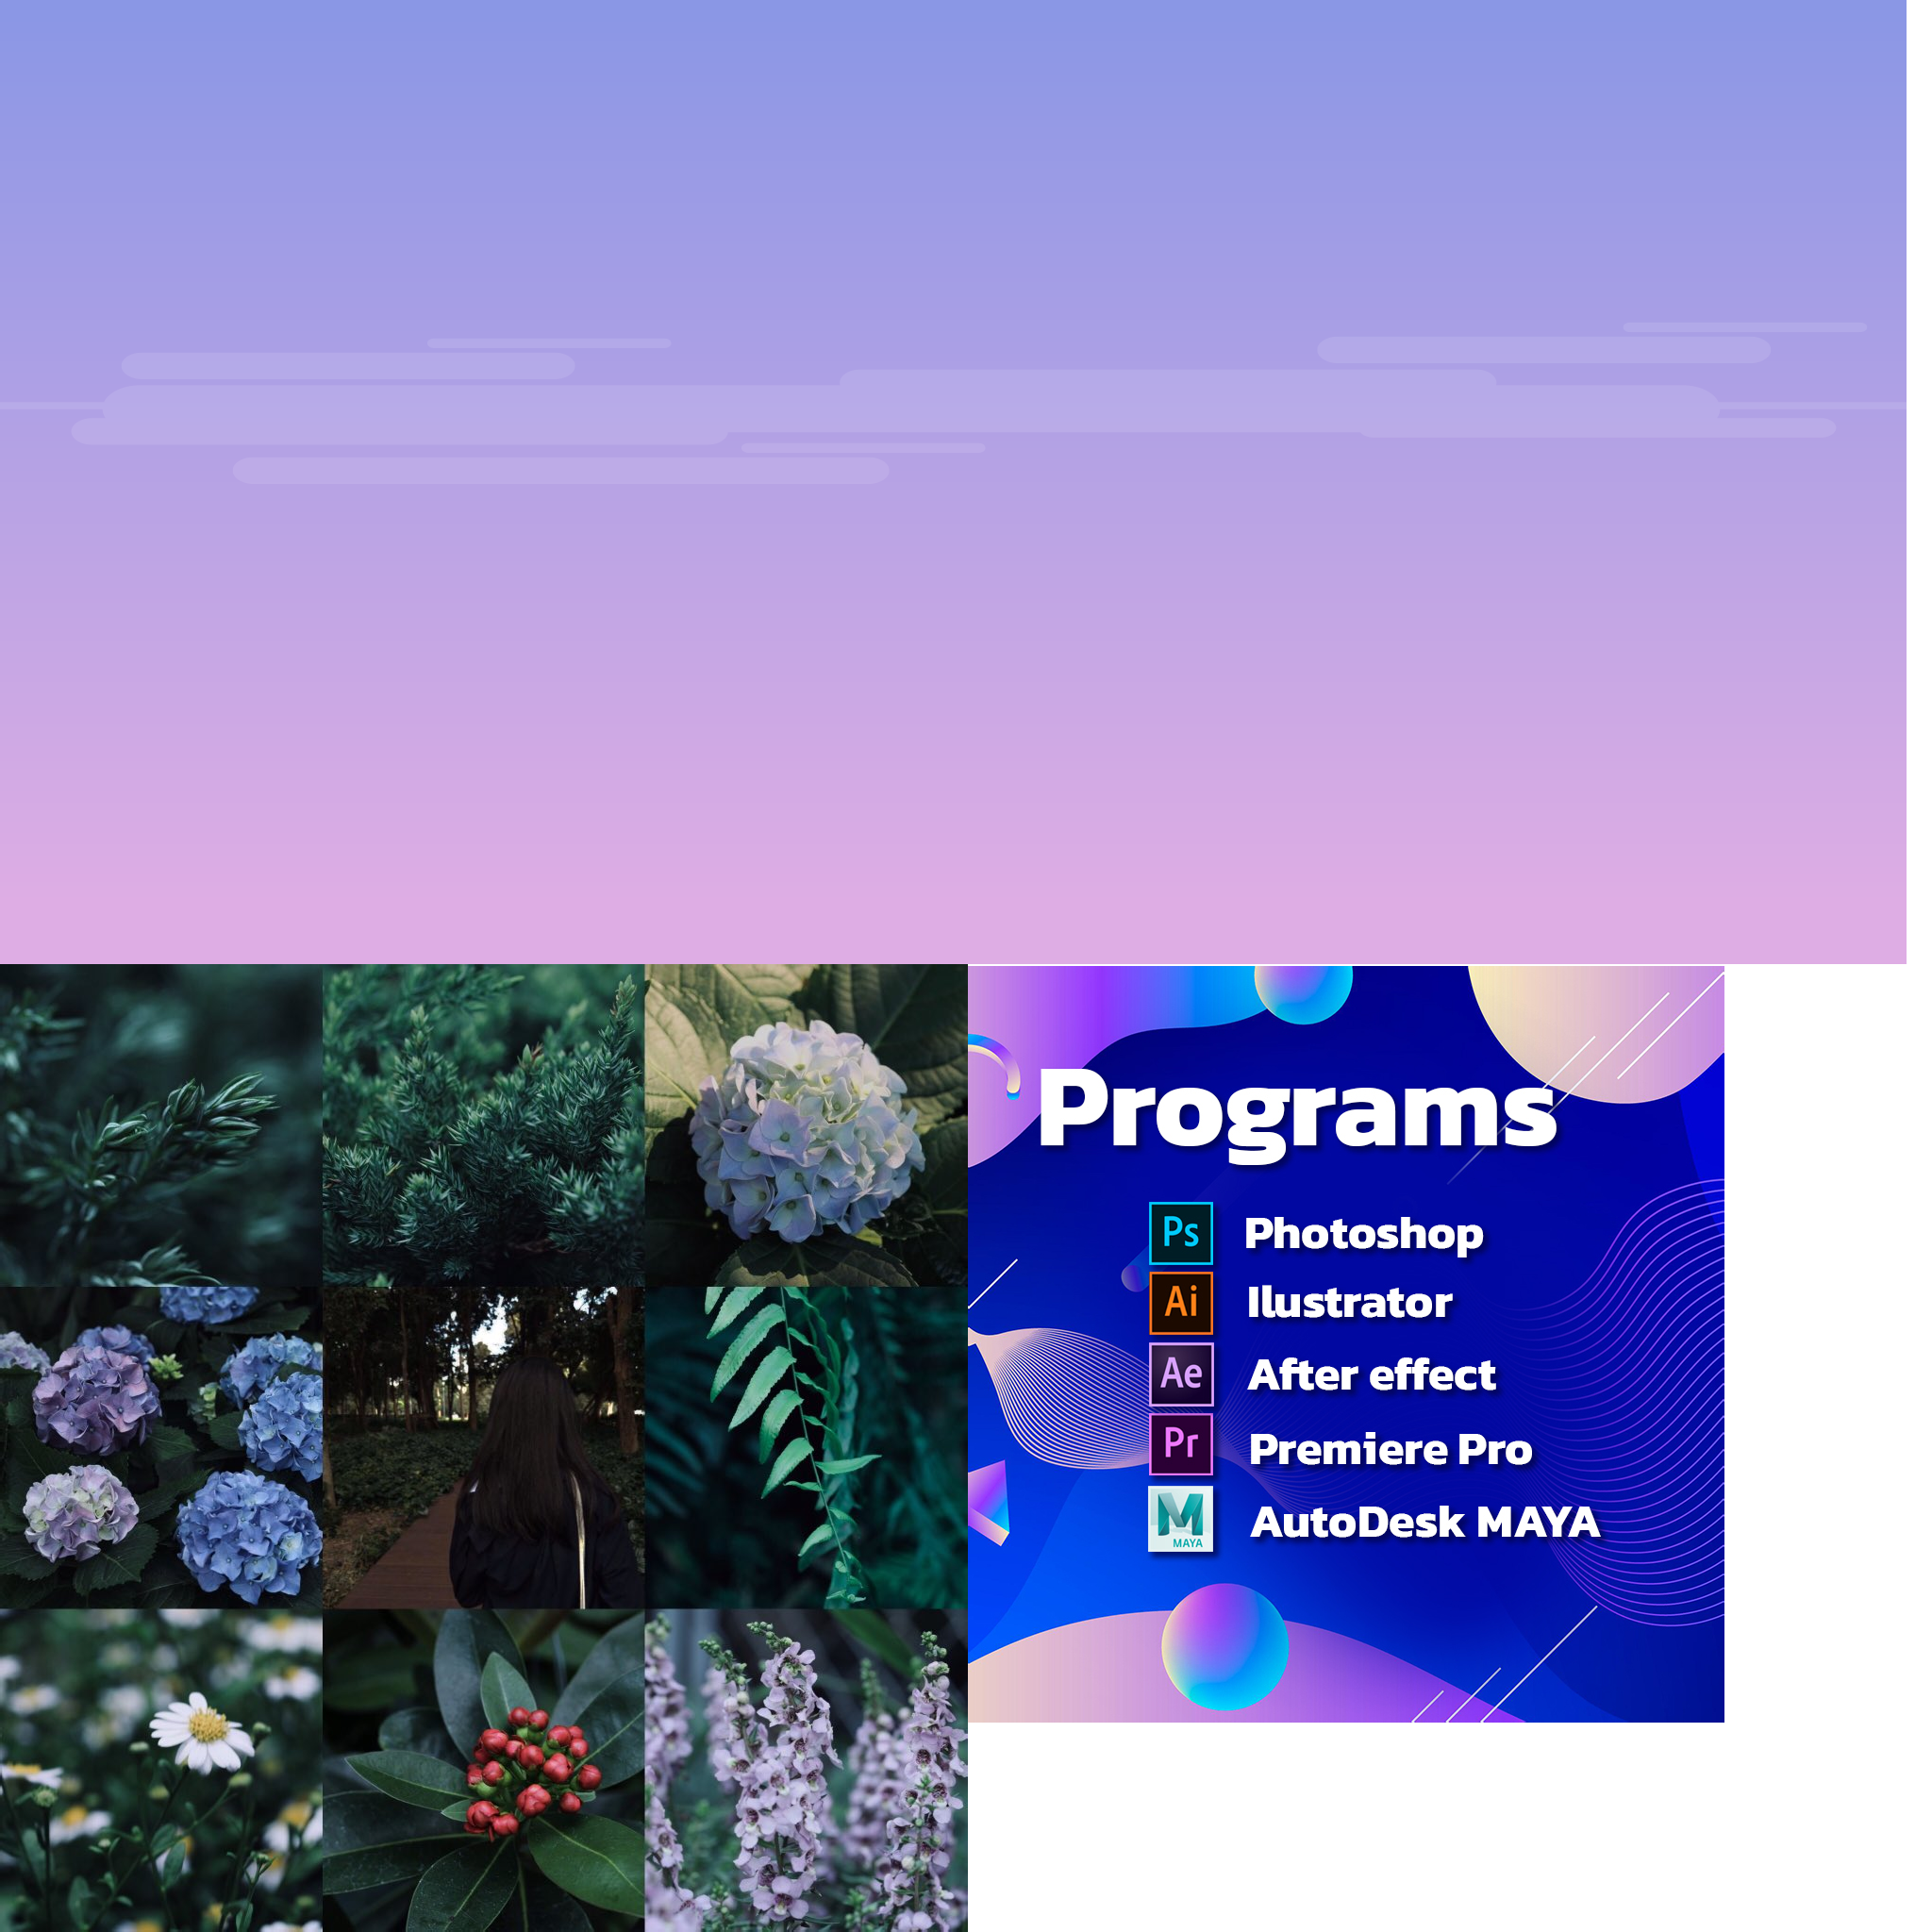 Programs
Ps Photoshop
Ai Ilustrator
Ae After effect
Pr Premiere Pro
MAYA AutoDesk MAYA